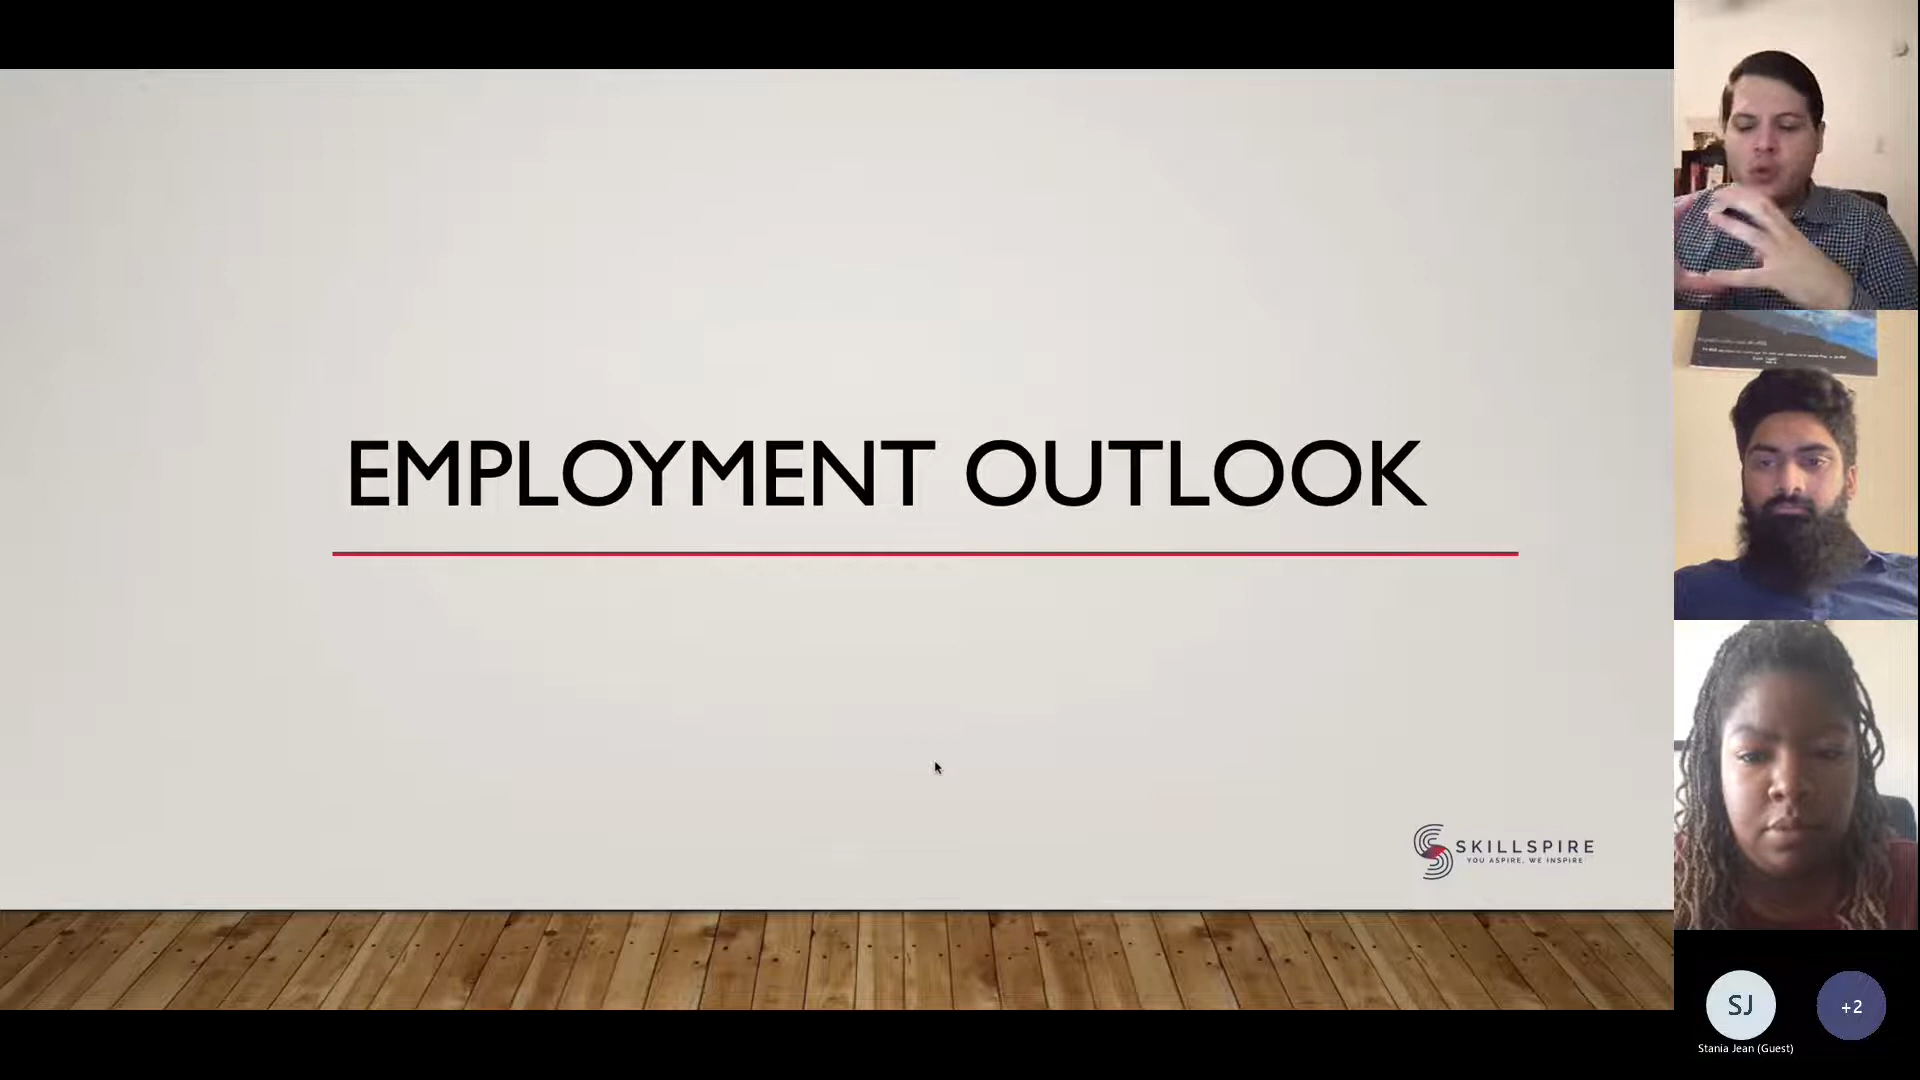 EMPLOYMENT OUTLOOK
SKILLSPIRE
YOU ASPIRE, WE INSPIRE
SJ
+2
Stania Jean (Guest)